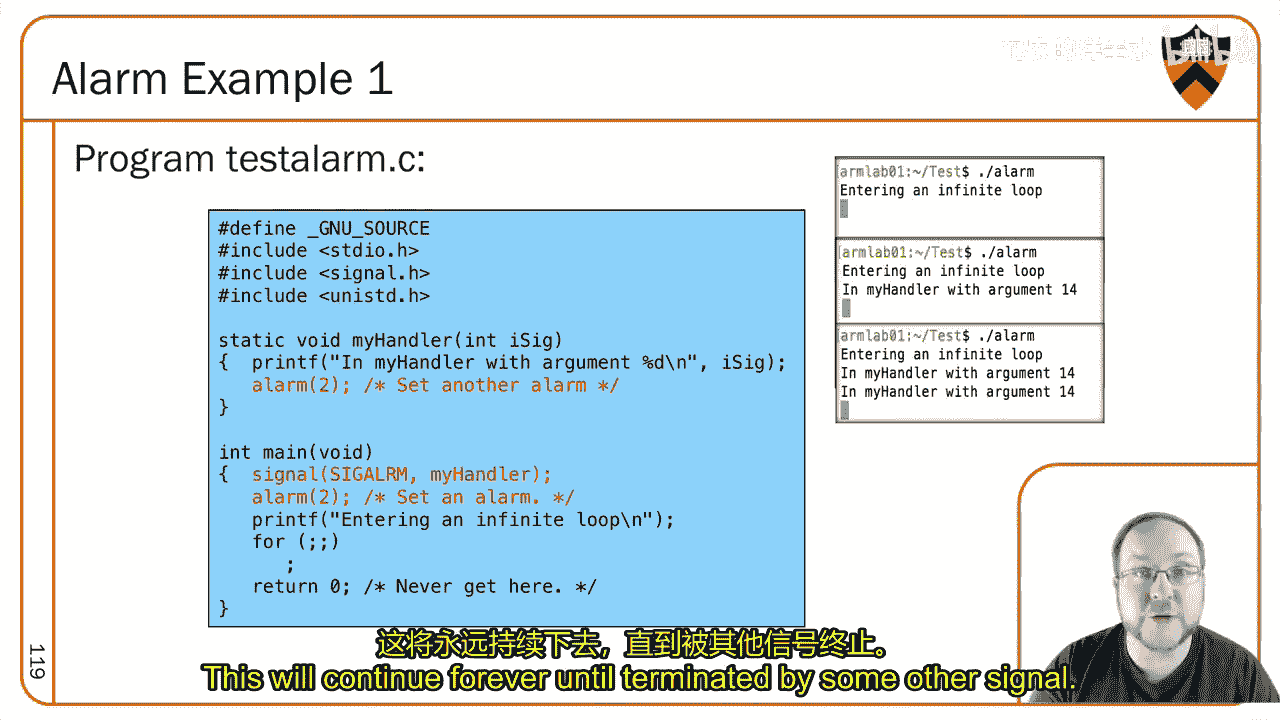 Alarm Example 1
Program testalarm.c:
#define _GNU_SOURCE
#include <stdio.h>
#include <signal.h>
#include <unistd.h>
static void myHandler(int iSig)
{  printf("In myHandler with argument %d\n", iSig);
   alarm(2); /* Set another alarm */
}
int main(void)
{  signal(SIGALRM, myHandler);
   alarm(2); /* Set an alarm. */
   printf("Entering an infinite loop\n");
   for (;;)
      ;
   return 0; /* Never get here. */
}
[armlab01:~/Test$ ./alarm
Entering an infinite loop
[armlab01:~/Test$ ./alarm
Entering an infinite loop
In myHandler with argument 14
[armlab01:~/Test$ ./alarm
Entering an infinite loop
In myHandler with argument 14
In myHandler with argument 14
119
这将永远持续下去，直到被其他信号终止。
This will continue forever until terminated by some other signal.